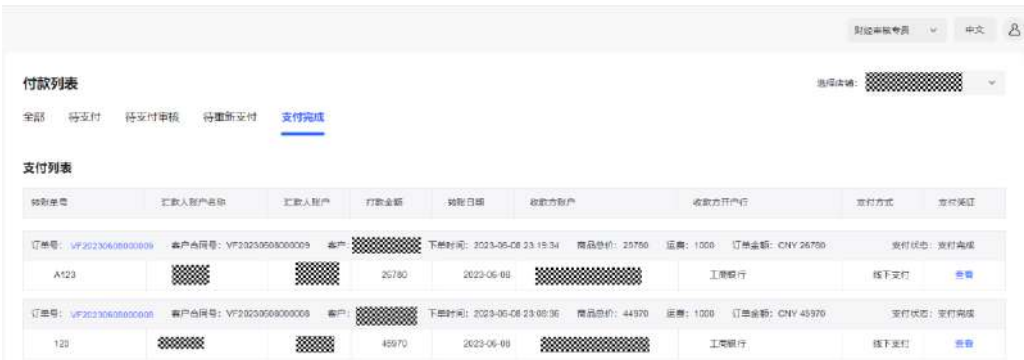 财经审核专员 中文
付款列表 选择店铺:
全部 待支付 待支付审核 待重新支付 支付完成
支付列表
转账单号 汇款人账户名称 汇款人账户 打款金额 转账日期 收款方账户 收款方开户行 支付方式 支付凭证
订单号: VF20230608000009 客户合同号: VF20230608000009 客户: 下单时间: 2023-06-08 23:19:34 商品总价: 25780 运费: 1000 订单金额: CNY 26780 支付状态: 支付完成
A123 26780 2023-06-08 工商银行 线下支付 查看
订单号: VF20230608000008 客户合同号: VF20230608000008 客户: 下单时间: 2023-06-08 23:08:36 商品总价: 44970 运费: 1000 订单金额: CNY 45970 支付状态: 支付完成
123 45970 2023-06-08 工商银行 线下支付 查看